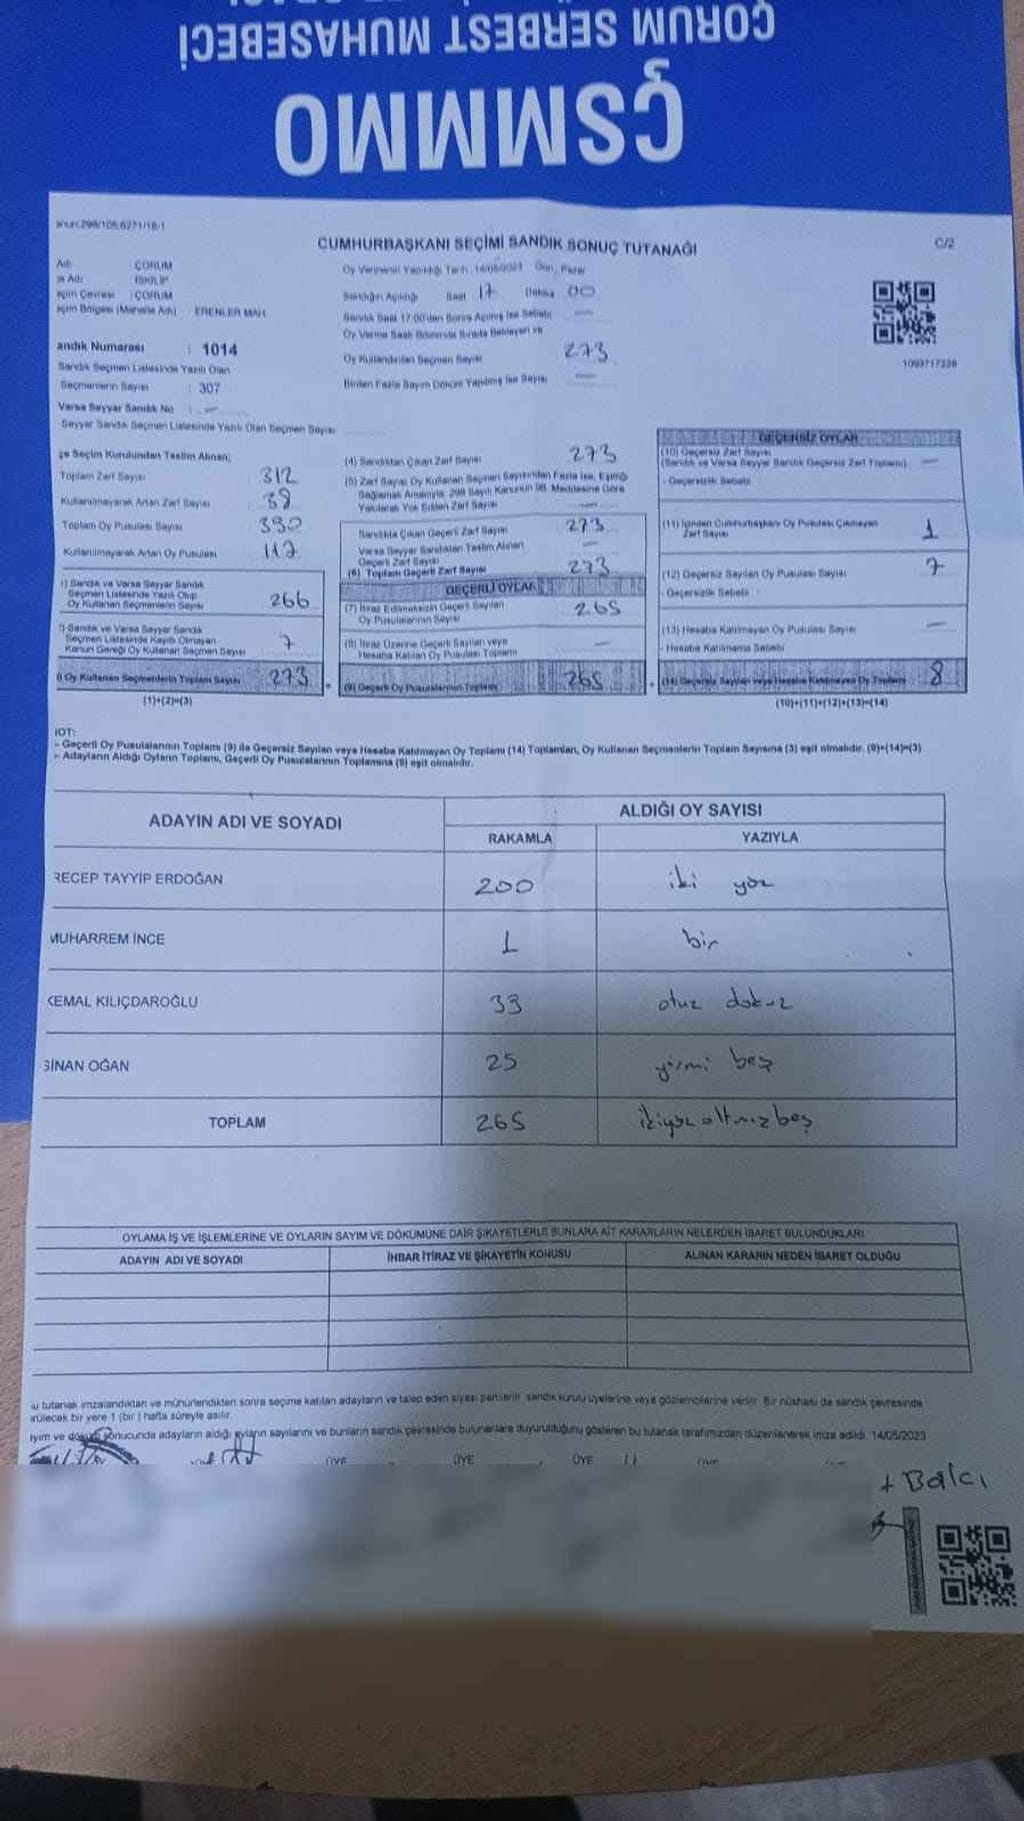 ÇORUM SERBEST MUHASEBECİ
ÇSMMMO
CUMHURBAŞKANI SEÇİMİ SANDIK SONUÇ TUTANAĞI
C/2
Adı ÇORUM
Adı İSKİLİP
Seçim Çevresi : ÇORUM
Seçim Bölgesi (Mahalle Adı) : ERENLER MAH.
andık Numarası : 1014
Sandık Seçmen Listesinde Yazılı Olan
Seçmenlerin Sayısı : 307
Varsa Seyyar Sandık No : —
Seyyar Sandık Seçmen Listesinde Yazılı Olan Seçmen Sayısı
Oy Vermenin Yapıldığı Tarih : 14/05/2023 Gün, Pazar
Sandığın Açıldığı Saat 17 Dakika 00
Sandık Saat 17:00'den Sonra Açılmış İse Sebebi —
Oy Verme Saati Bitiminde Sırada Bekleyen ve
Oy Kullandırılan Seçmen Sayısı 273
Birden Fazla Sayım Döküm Yapılmış İse Sayısı —
1093717228
çe Seçim Kurulundan Teslim Alınan;
Toplam Zarf Sayısı 312
Kullanılmayarak Artan Zarf Sayısı 39
Toplam Oy Pusulası Sayısı 390
Kullanılmayarak Artan Oy Pusulası 117
) Sandık ve Varsa Seyyar Sandık
Seçmen Listesinde Yazılı Olup
Oy Kullanan Seçmenlerin Sayısı 266
) Sandık ve Varsa Seyyar Sandık
Seçmen Listesinde Kayıtlı Olmayan
Kanun Gereği Oy Kullanan Seçmen Sayısı 7
) Oy Kullanan Seçmenlerin Toplam Sayısı 273
(1)+(2)=(3)
(4) Sandıktan Çıkan Zarf Sayısı 273
(5) Zarf Sayısı Oy Kullanan Seçmen Sayısından Fazla İse, Eşitliği
Sağlamak Amacıyla, 298 Sayılı Kanunun 98. Maddesine Göre
Yakılarak Yok Edilen Zarf Sayısı —
Sandıkta Çıkan Geçerli Zarf Sayısı 273
Varsa Seyyar Sandıktan Teslim Alınan
Geçerli Zarf Sayısı —
(6) Toplam Geçerli Zarf Sayısı 273
GEÇERLİ OYLAR
(7) İtiraz Edilmeksizin Geçerli Sayılan
Oy Pusulalarının Sayısı 265
(8) İtiraz Üzerine Geçerli Sayılan veya
Hesaba Katılan Oy Pusulası Toplamı —
(9) Geçerli Oy Pusulalarının Toplamı 265
GEÇERSİZ OYLAR
(10) Geçersiz Zarf Sayısı
(Sandık ve Varsa Seyyar Sandık Geçersiz Zarf Toplamı) —
- Geçersizlik Sebebi
(11) İçinden Cumhurbaşkanı Oy Pusulası Çıkmayan
Zarf Sayısı 1
(12) Geçersiz Sayılan Oy Pusulası Sayısı 7
- Geçersizlik Sebebi
(13) Hesaba Katılmayan Oy Pusulası Sayısı —
- Hesaba Katılmama Sebebi
(14) Geçersiz Sayılan veya Hesaba Katılmayan Oy Toplamı 8
(10)+(11)+(12)+(13)=(14)
NOT:
- Geçerli Oy Pusulalarının Toplamı (9) ile Geçersiz Sayılan veya Hesaba Katılmayan Oy Toplamı (14) Toplamları, Oy Kullanan Seçmenlerin Toplam Sayısına (3) eşit olmalıdır. (9)+(14)=(3)
- Adayların Aldığı Oyların Toplamı, Geçerli Oy Pusulalarının Toplamına (9) eşit olmalıdır.
ADAYIN ADI VE SOYADI ALDIĞI OY SAYISI
RAKAMLA YAZIYLA
RECEP TAYYİP ERDOĞAN 200 iki yüz
MUHARREM İNCE 1 bir
KEMAL KILIÇDAROĞLU 39 otuz dokuz
SİNAN OĞAN 25 yirmi beş
TOPLAM 265 ikiyüz altmızbeş
OYLAMA İŞ VE İŞLEMLERİNE VE OYLARIN SAYIM VE DÖKÜMÜNE DAİR ŞİKAYETLERLE BUNLARA AİT KARARLARIN NELERDEN İBARET BULUNDUKLARI
ADAYIN ADI VE SOYADI İHBAR İTİRAZ VE ŞİKAYETİN KONUSU ALINAN KARARIN NEDEN İBARET OLDUĞU
u tutanak imzalandıktan ve mühürlendikten sonra seçime katılan adayların ve talep eden siyasi partilerin sandık kurulu üyelerine veya gözlemcilerine verilir. Bir nüshası da sandık çevresinde
örülecek bir yere 1 (bir) hafta süreyle asılır.
ayım ve döküm sonucunda adayların aldığı oyların sayılarını ve bunların sandık çevresinde bulunanlara duyurulduğunu gösteren bu tutanak tarafımızdan düzenlenerek imza edildi. 14/05/2023
ÜYE ÜYE ÜYE
Balcı